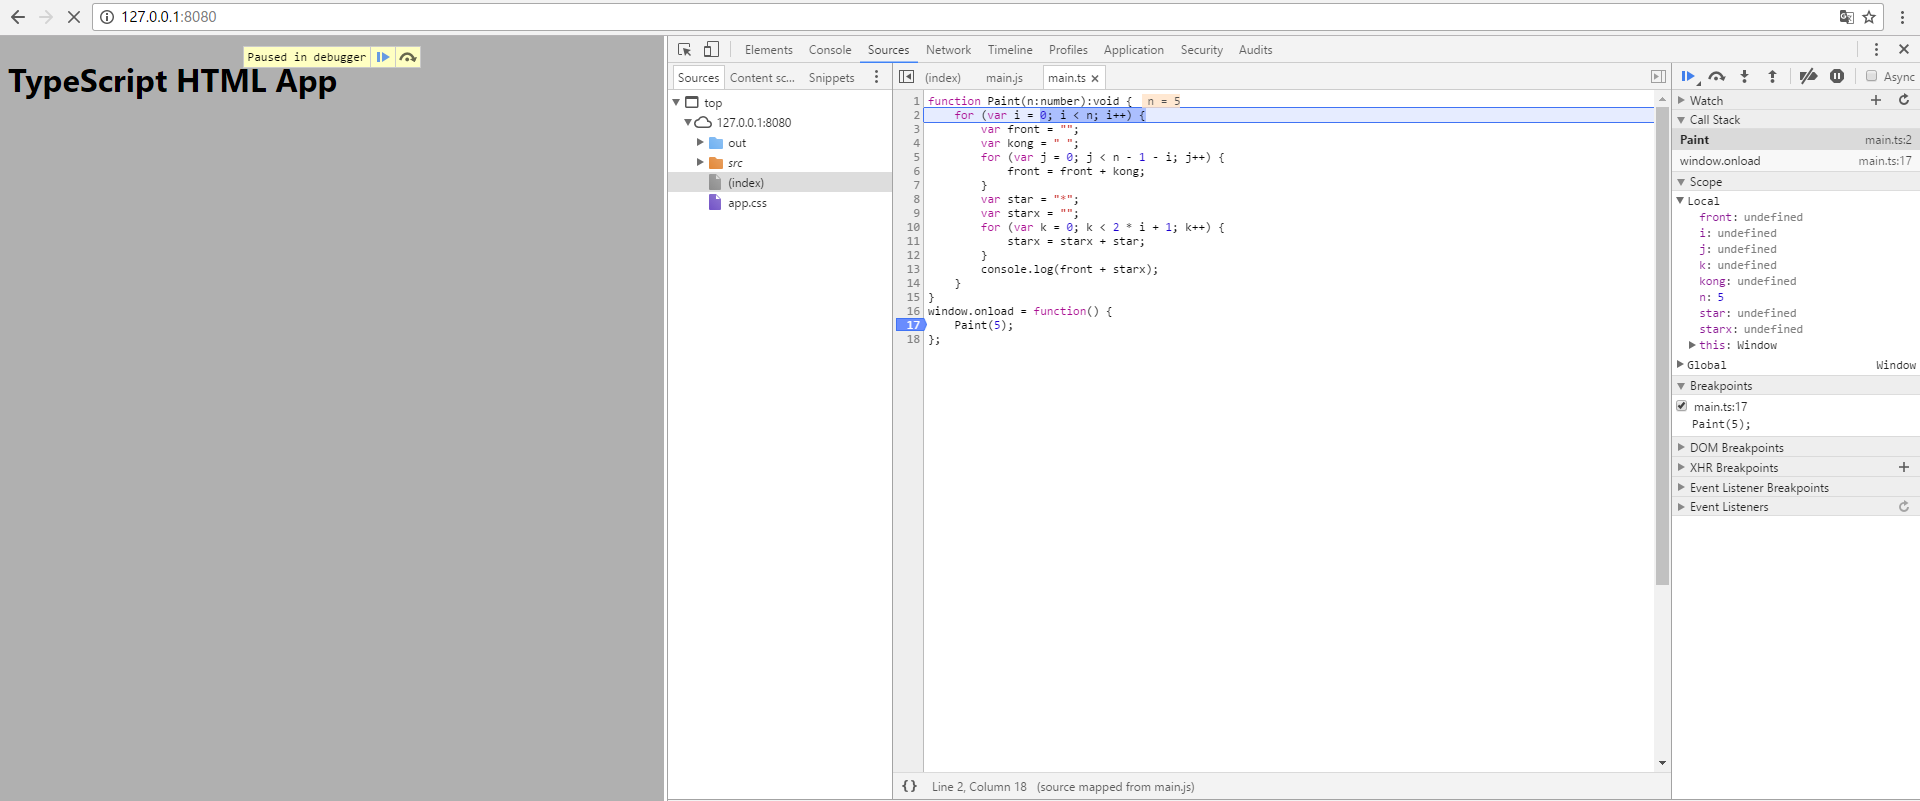 127.0.0.1:8080
Paused in debugger
TypeScript HTML App
Elements Console Sources Network Timeline Profiles Application Security Audits
Sources Content sc... Snippets
(index) main.js main.ts ×
Async
top
127.0.0.1:8080
out
src
(index)
app.css
1 function Paint(n:number):void { n = 5
2 for (var i = 0; i < n; i++) {
3 var front = "";
4 var kong = " ";
5 for (var j = 0; j < n - 1 - i; j++) {
6 front = front + kong;
7 }
8 var star = "*";
9 var starx = "";
10 for (var k = 0; k < 2 * i + 1; k++) {
11 starx = starx + star;
12 }
13 console.log(front + starx);
14 }
15 }
16 window.onload = function() {
17 Paint(5);
18 };
{} Line 2, Column 18 (source mapped from main.js)
Watch
Call Stack
Paint main.ts:2
window.onload main.ts:17
Scope
Local
front: undefined
i: undefined
j: undefined
k: undefined
kong: undefined
n: 5
star: undefined
starx: undefined
this: Window
Global Window
Breakpoints
main.ts:17
Paint(5);
DOM Breakpoints
XHR Breakpoints
Event Listener Breakpoints
Event Listeners